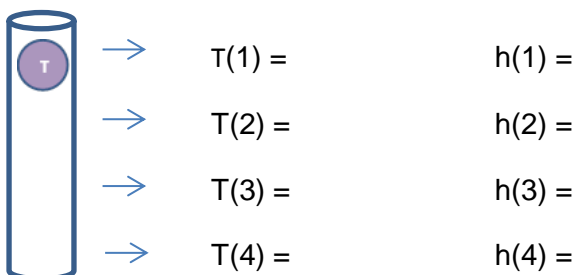 T
T(1) = h(1) =
T(2) = h(2) =
T(3) = h(3) =
T(4) = h(4) =